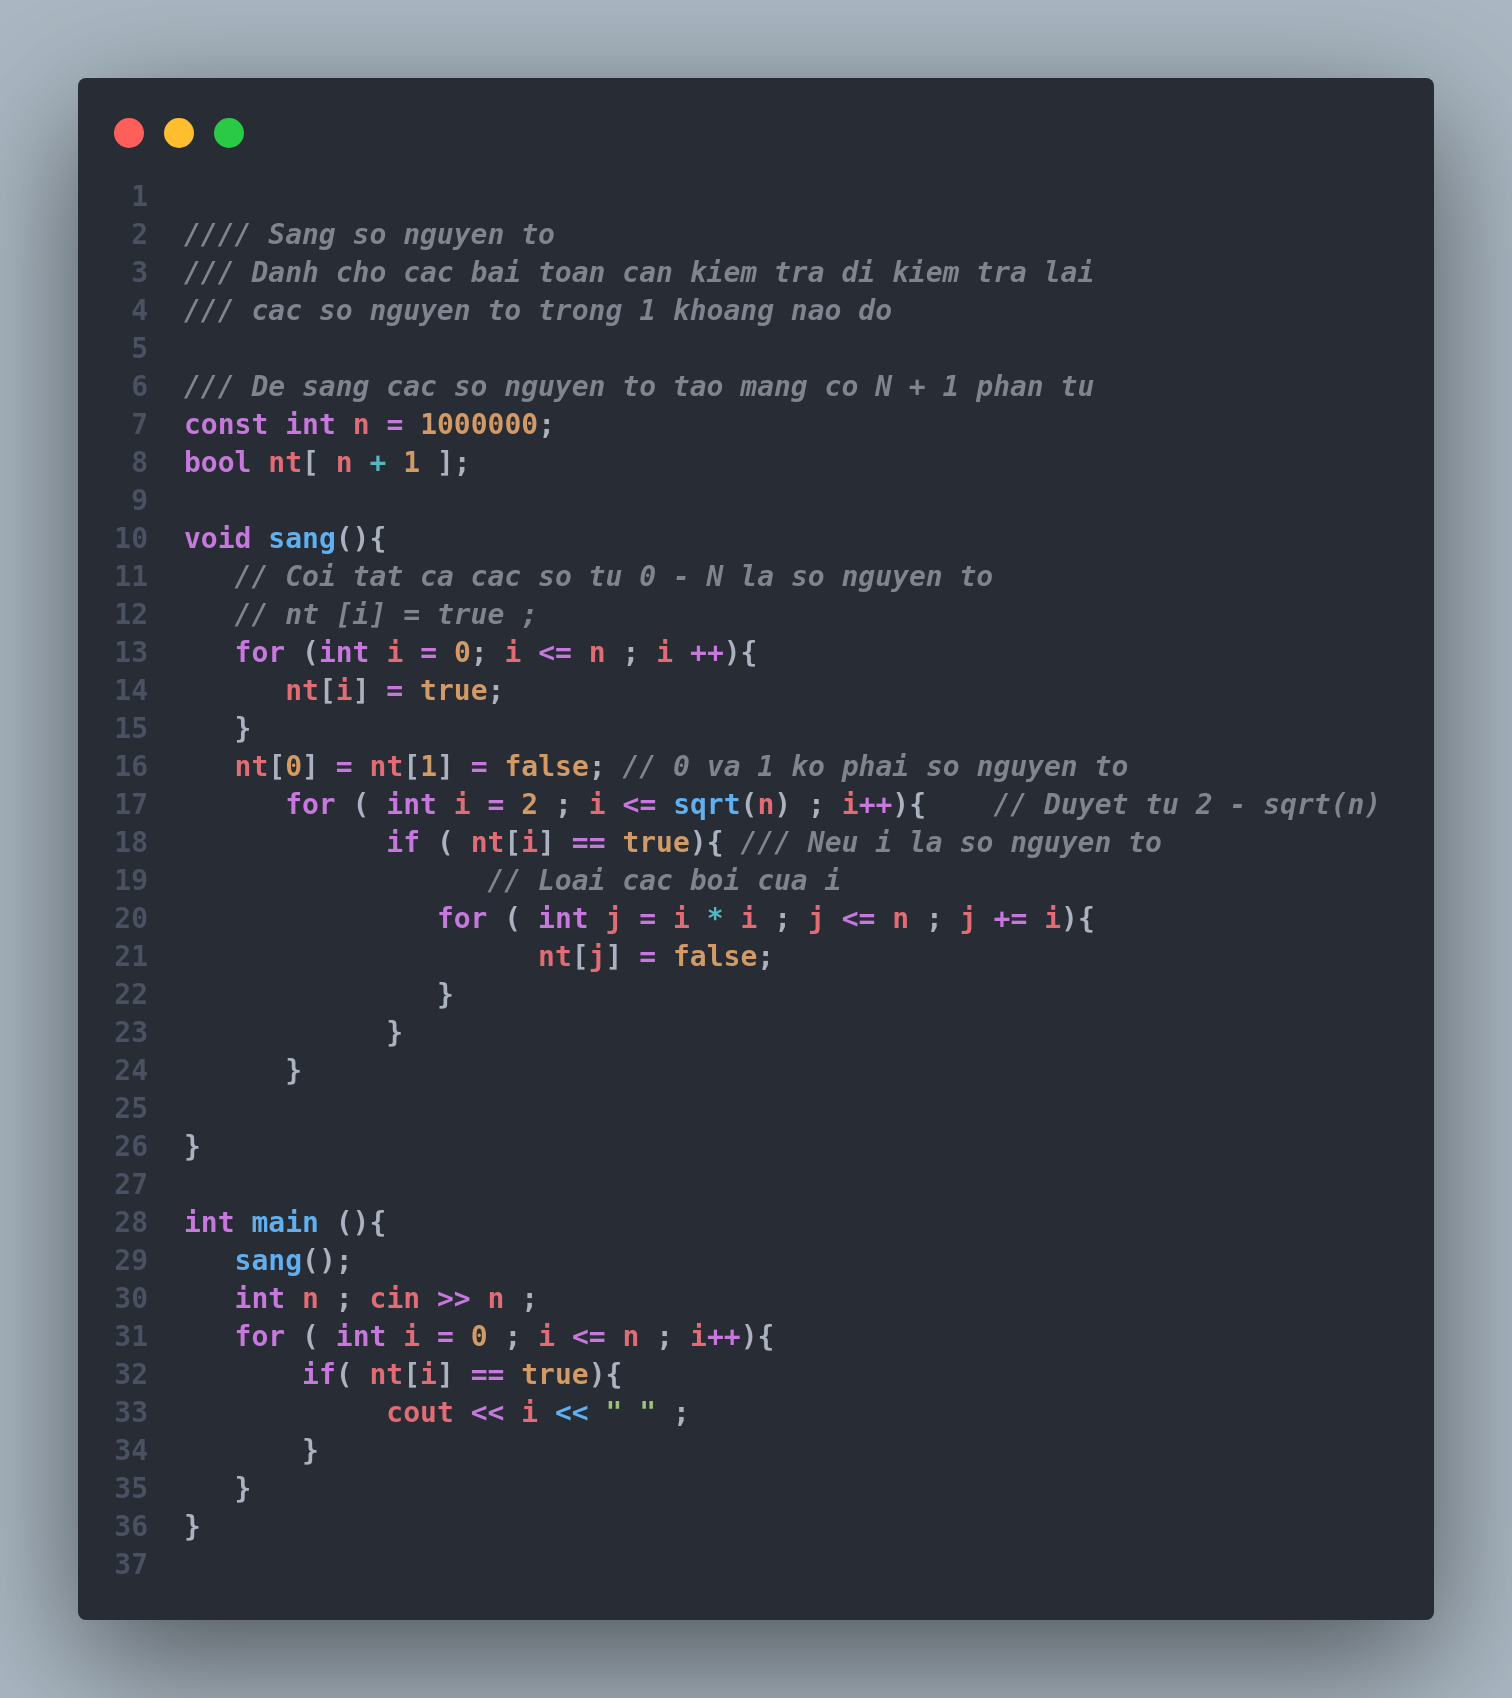 1
2 //// Sang so nguyen to
3 /// Danh cho cac bai toan can kiem tra di kiem tra lai
4 /// cac so nguyen to trong 1 khoang nao do
5
6 /// De sang cac so nguyen to tao mang co N + 1 phan tu
7 const int n = 1000000;
8 bool nt[ n + 1 ];
9
10 void sang(){
11    // Coi tat ca cac so tu 0 - N la so nguyen to
12    // nt [i] = true ;
13    for (int i = 0; i <= n ; i ++){
14       nt[i] = true;
15    }
16    nt[0] = nt[1] = false; // 0 va 1 ko phai so nguyen to
17       for ( int i = 2 ; i <= sqrt(n) ; i++){    // Duyet tu 2 - sqrt(n)
18             if ( nt[i] == true){ /// Neu i la so nguyen to
19                   // Loai cac boi cua i
20                for ( int j = i * i ; j <= n ; j += i){
21                      nt[j] = false;
22                }
23             }
24       }
25
26 }
27
28 int main (){
29    sang();
30    int n ; cin >> n ;
31    for ( int i = 0 ; i <= n ; i++){
32        if( nt[i] == true){
33             cout << i << " " ;
34        }
35    }
36 }
37